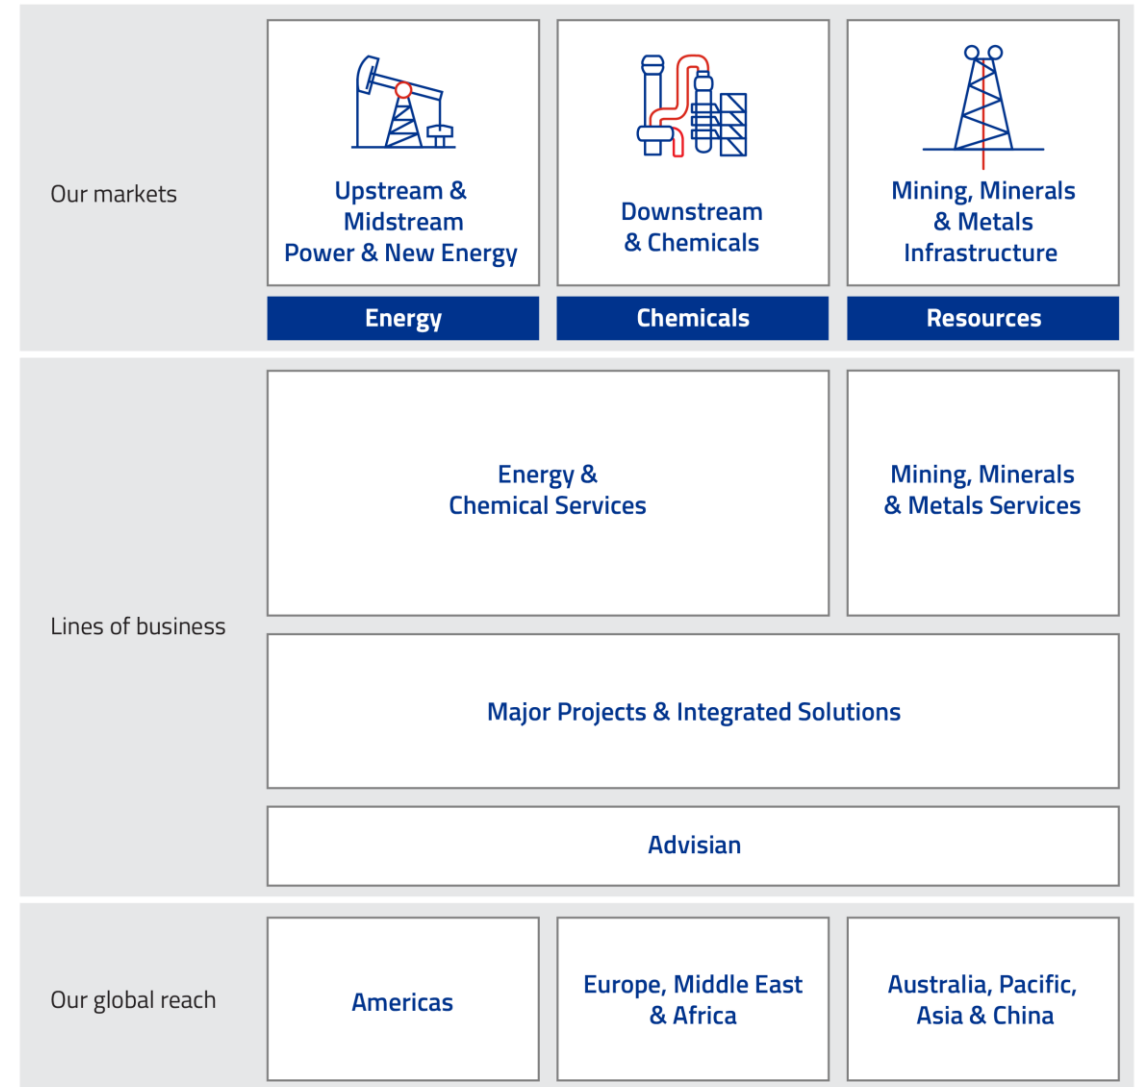 Our markets
Upstream &
Midstream
Power & New Energy
Energy
Downstream
& Chemicals
Chemicals
Mining, Minerals
& Metals
Infrastructure
Resources
Lines of business
Energy &
Chemical Services
Mining, Minerals
& Metals Services
Major Projects & Integrated Solutions
Advisian
Our global reach
Americas
Europe, Middle East
& Africa
Australia, Pacific,
Asia & China